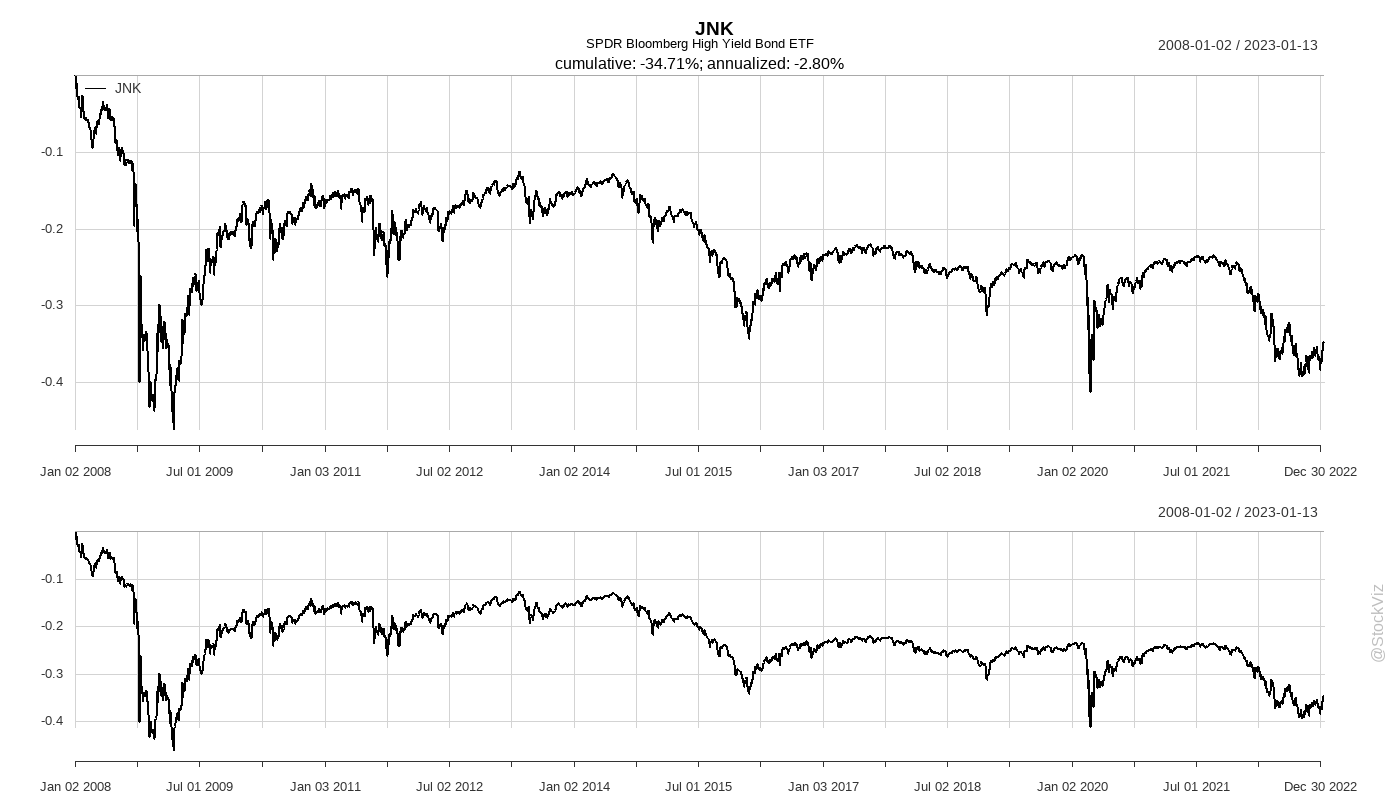 JNK
SPDR Bloomberg High Yield Bond ETF
cumulative: -34.71%; annualized: -2.80%
2008-01-02 / 2023-01-13
JNK
-0.1
-0.2
-0.3
-0.4
Jan 02 2008 Jul 01 2009 Jan 03 2011 Jul 02 2012 Jan 02 2014 Jul 01 2015 Jan 03 2017 Jul 02 2018 Jan 02 2020 Jul 01 2021 Dec 30 2022
2008-01-02 / 2023-01-13
-0.1
-0.2
-0.3
-0.4
Jan 02 2008 Jul 01 2009 Jan 03 2011 Jul 02 2012 Jan 02 2014 Jul 01 2015 Jan 03 2017 Jul 02 2018 Jan 02 2020 Jul 01 2021 Dec 30 2022
@StockViz